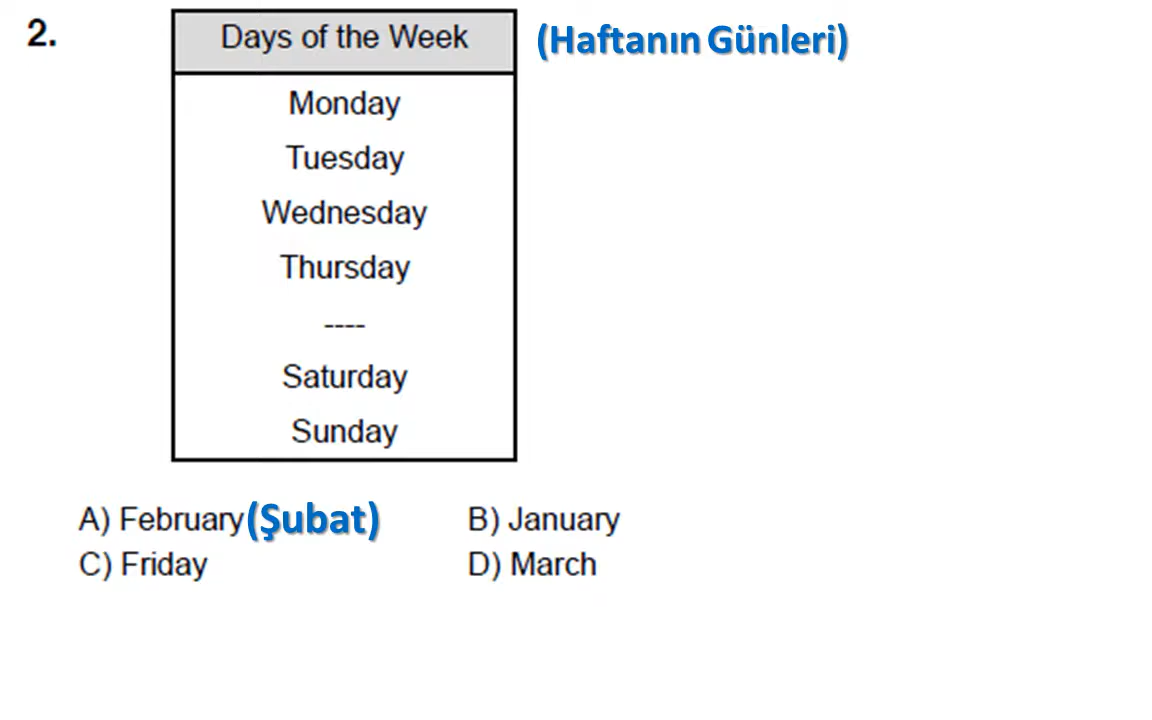 2.
Days of the Week (Haftanın Günleri)
Monday
Tuesday
Wednesday
Thursday
----
Saturday
Sunday
A) February (Şubat) B) January
C) Friday D) March